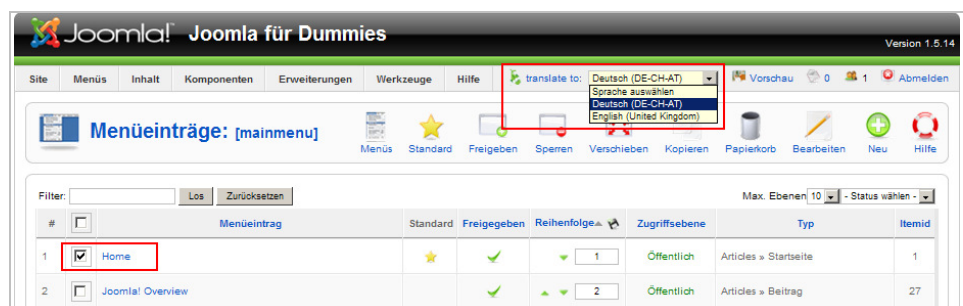 Joomla! Joomla für Dummies
Version 1.5.14
Site Menüs Inhalt Komponenten Erweiterungen Werkzeuge Hilfe translate to: Deutsch (DE-CH-AT) Vorschau 0 1 Abmelden
Sprache auswählen
Deutsch (DE-CH-AT)
English (United Kingdom)
Menüeinträge: [mainmenu]
Menüs Standard Freigeben Sperren Verschieben Kopieren Papierkorb Bearbeiten Neu Hilfe
Filter: Los Zurücksetzen Max. Ebenen 10 - Status wählen -
# Menüeintrag Standard Freigegeben Reihenfolge Zugriffsebene Typ Itemid
1 Home 1 Öffentlich Articles » Startseite 1
2 Joomla! Overview 2 Öffentlich Articles » Beitrag 27